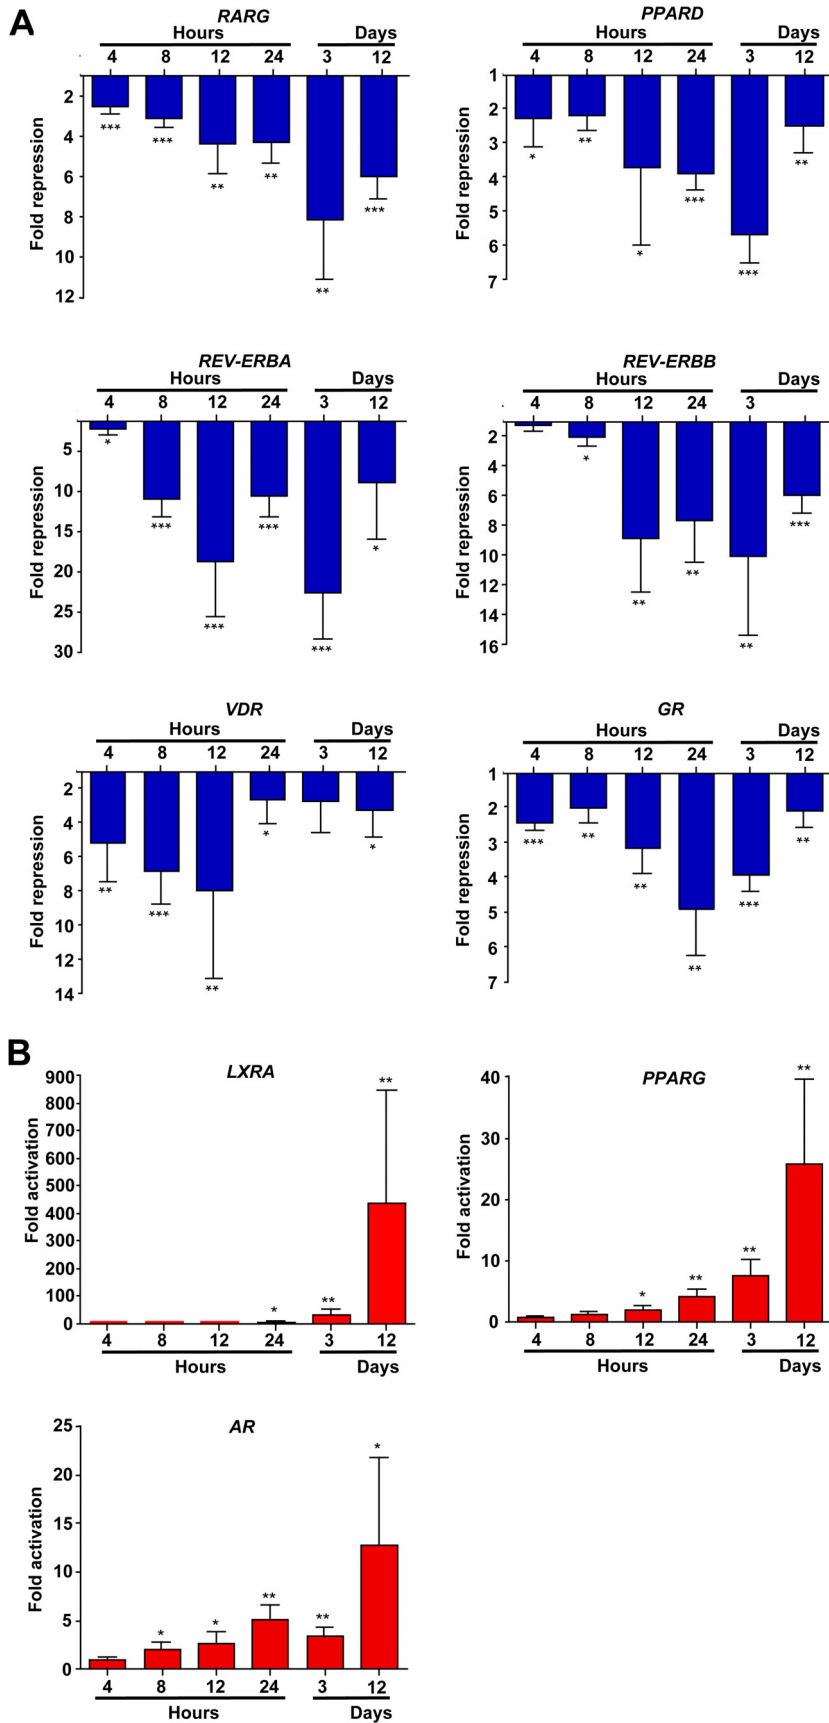 A
RARG
Hours Days
4 8 12 24 3 12
Fold repression
2
4
6
8
10
12
*** *** ** ** ** ***
PPARD
Hours Days
4 8 12 24 3 12
Fold repression
1
2
3
4
5
6
7
* ** * *** *** **
REV-ERBA
Hours Days
4 8 12 24 3 12
Fold repression
5
10
15
20
25
30
* *** *** *** *** *
REV-ERBB
Hours Days
4 8 12 24 3 12
Fold repression
2
4
6
8
10
12
14
16
* ** ** ** ***
VDR
Hours Days
4 8 12 24 3 12
Fold repression
2
4
6
8
10
12
14
** *** ** * *
GR
Hours Days
4 8 12 24 3 12
Fold repression
1
2
3
4
5
6
7
*** ** ** ** *** **
B
LXRA
Fold activation
900
800
700
600
500
400
300
200
100
0
* ** **
4 8 12 24 3 12
Hours Days
PPARG
Fold activation
40
30
20
10
0
* ** ** **
4 8 12 24 3 12
Hours Days
AR
Fold activation
25
20
15
10
5
0
* * ** ** *
4 8 12 24 3 12
Hours Days